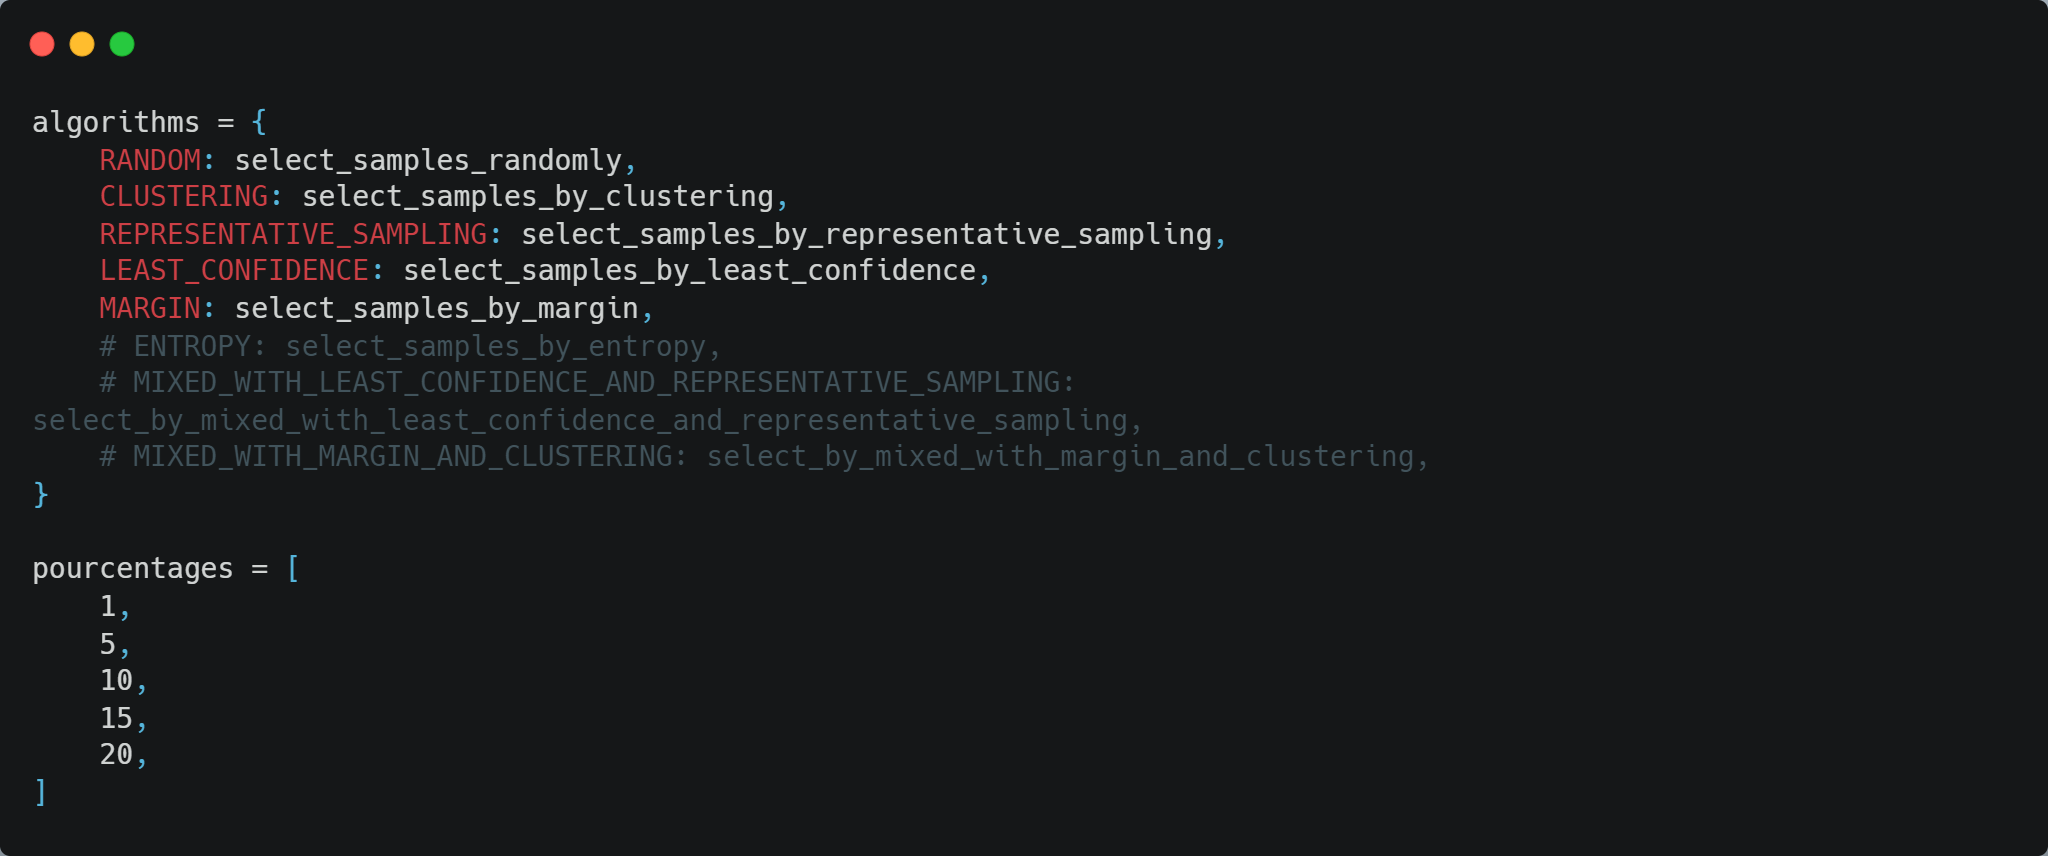 algorithms = {
    RANDOM: select_samples_randomly,
    CLUSTERING: select_samples_by_clustering,
    REPRESENTATIVE_SAMPLING: select_samples_by_representative_sampling,
    LEAST_CONFIDENCE: select_samples_by_least_confidence,
    MARGIN: select_samples_by_margin,
    # ENTROPY: select_samples_by_entropy,
    # MIXED_WITH_LEAST_CONFIDENCE_AND_REPRESENTATIVE_SAMPLING:
select_by_mixed_with_least_confidence_and_representative_sampling,
    # MIXED_WITH_MARGIN_AND_CLUSTERING: select_by_mixed_with_margin_and_clustering,
}

pourcentages = [
    1,
    5,
    10,
    15,
    20,
]